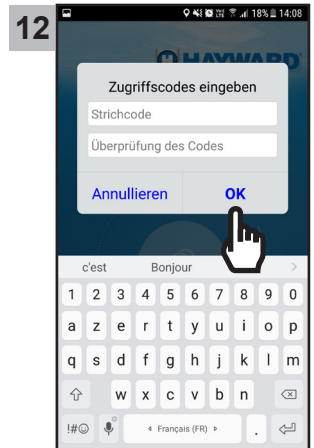 12
18% 14:08
HAYWARD
Zugriffscodes eingeben
Strichcode
Überprüfung des Codes
Annullieren OK
c'est Bonjour
1 2 3 4 5 6 7 8 9 0
a z e r t y u i o p
q s d f g h j k l m
w x c v b n
!#☺ Français (FR) .